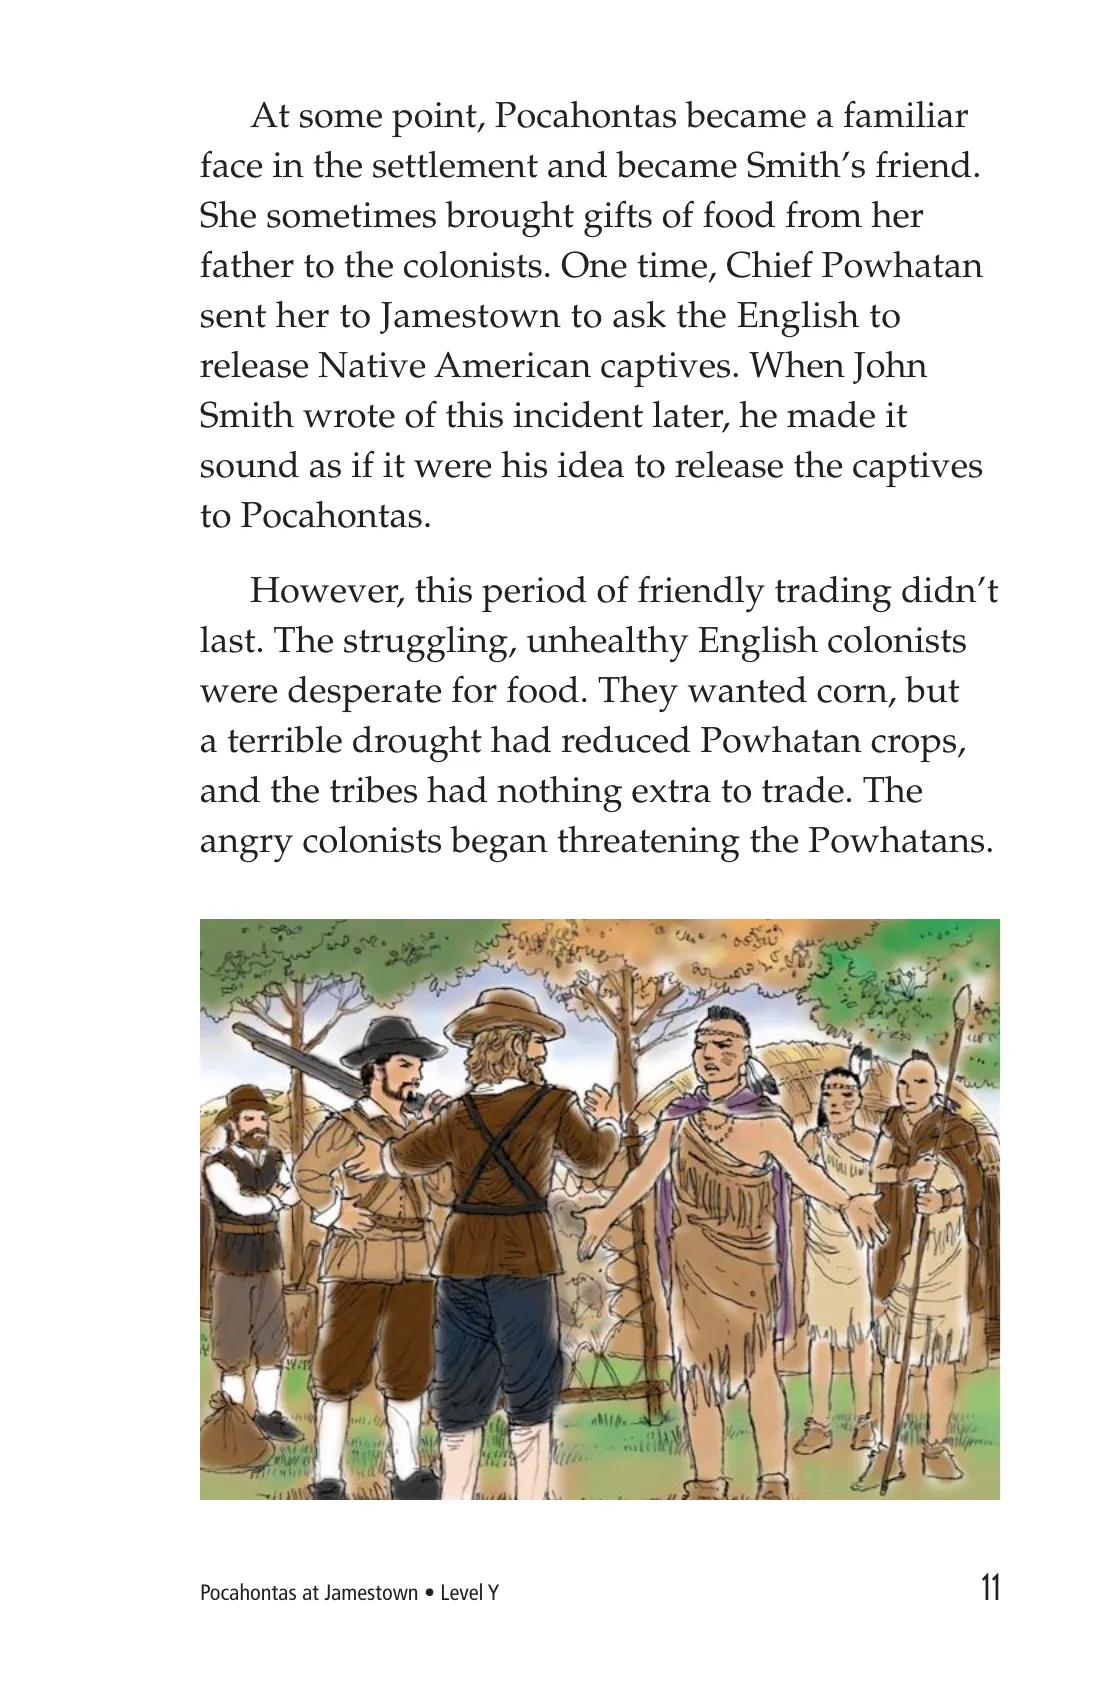 At some point, Pocahontas became a familiar
face in the settlement and became Smith’s friend.
She sometimes brought gifts of food from her
father to the colonists. One time, Chief Powhatan
sent her to Jamestown to ask the English to
release Native American captives. When John
Smith wrote of this incident later, he made it
sound as if it were his idea to release the captives
to Pocahontas.
However, this period of friendly trading didn’t
last. The struggling, unhealthy English colonists
were desperate for food. They wanted corn, but
a terrible drought had reduced Powhatan crops,
and the tribes had nothing extra to trade. The
angry colonists began threatening the Powhatans.
Pocahontas at Jamestown • Level Y
11